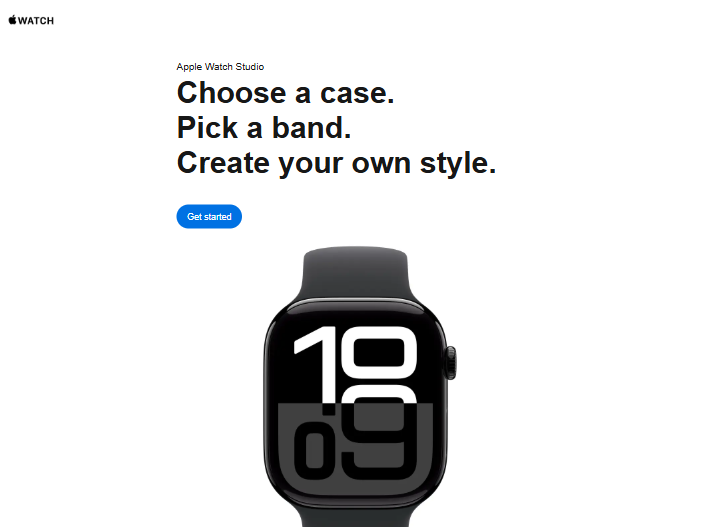 WATCH
Apple Watch Studio
Choose a case.
Pick a band.
Create your own style.
Get started
10
09